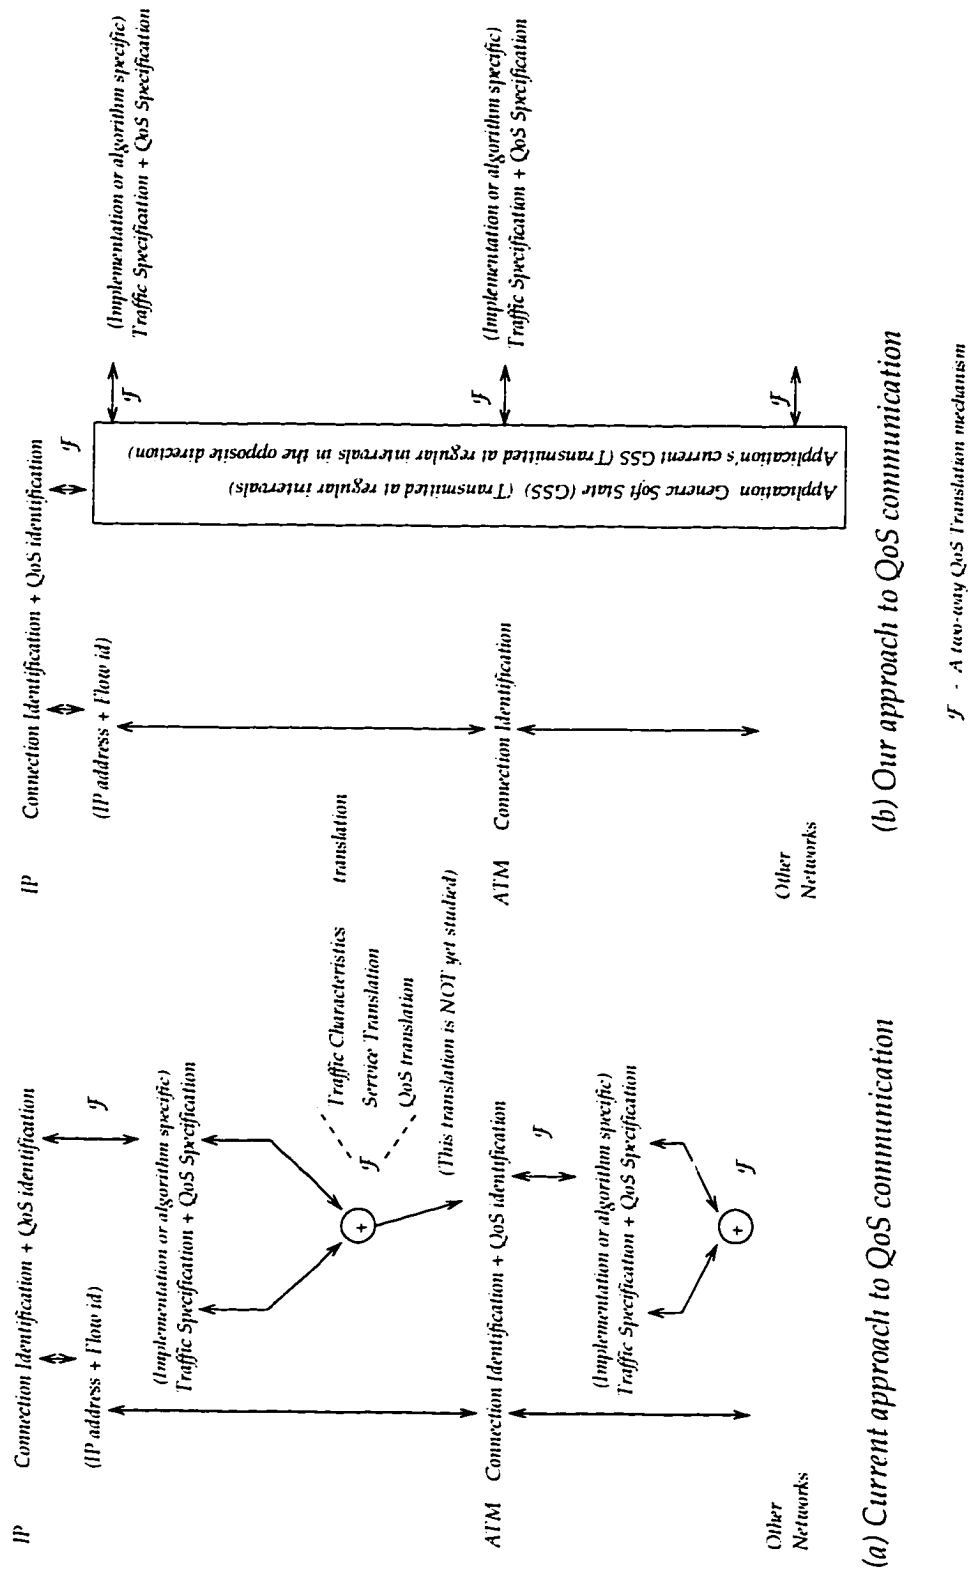 IP
Connection Identification + QoS identification
(IP address + Flow id)
ℱ
(Implementation or algorithm specific)
Traffic Specification + QoS Specification
+
ℱ
Traffic Characteristics translation
Service Translation
QoS translation
(This translation is NOT yet studied)
ATM
Connection Identification + QoS identification
ℱ
(Implementation or algorithm specific)
Traffic Specification + QoS Specification
+
ℱ
Other
Networks
(a) Current approach to QoS communication
IP
Connection Identification + QoS identification
(IP address + Flow id)
ℱ
Application Generic Soft State (GSS) (Transmitted at regular intervals)
Application's current GSS (Transmitted at regular intervals in the opposite direction)
ℱ
(Implementation or algorithm specific)
Traffic Specification + QoS Specification
ATM
Connection Identification
ℱ
(Implementation or algorithm specific)
Traffic Specification + QoS Specification
Other
Networks
ℱ
(b) Our approach to QoS communication
ℱ - A two-way QoS Translation mechanism